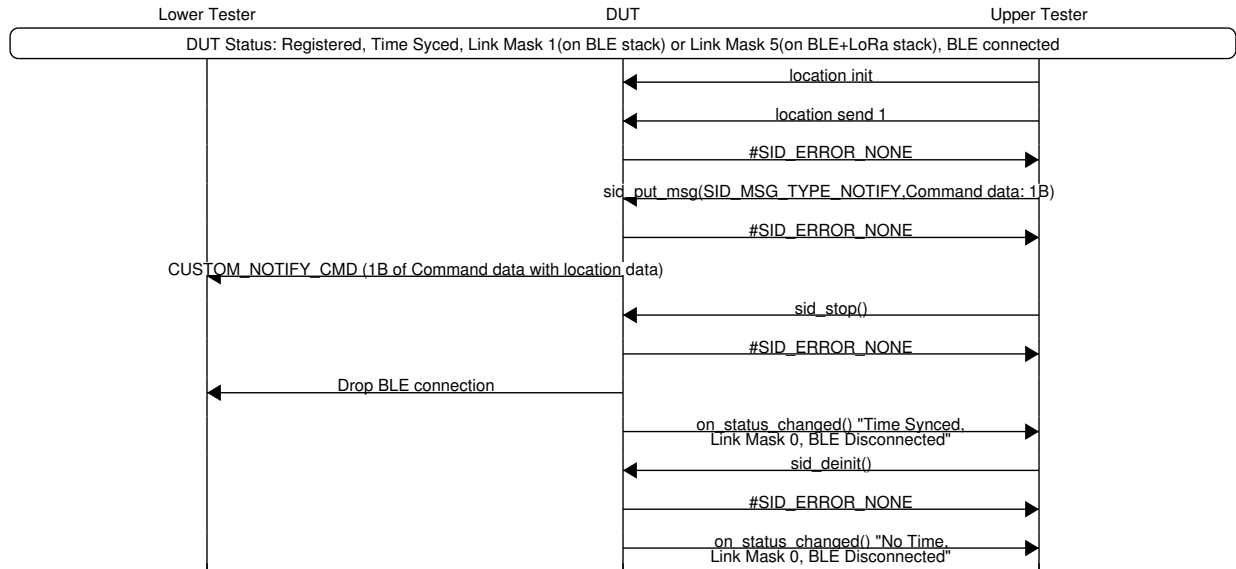 Lower Tester
DUT
Upper Tester
DUT Status: Registered, Time Syced, Link Mask 1(on BLE stack) or Link Mask 5(on BLE+LoRa stack), BLE connected
location init
location send 1
#SID_ERROR_NONE
sid_put_msg(SID_MSG_TYPE_NOTIFY,Command data: 1B)
#SID_ERROR_NONE
CUSTOM_NOTIFY_CMD (1B of Command data with location data)
sid_stop()
#SID_ERROR_NONE
Drop BLE connection
on_status_changed() "Time Synced,
Link Mask 0, BLE Disconnected"
sid_deinit()
#SID_ERROR_NONE
on_status_changed() "No Time,
Link Mask 0, BLE Disconnected"